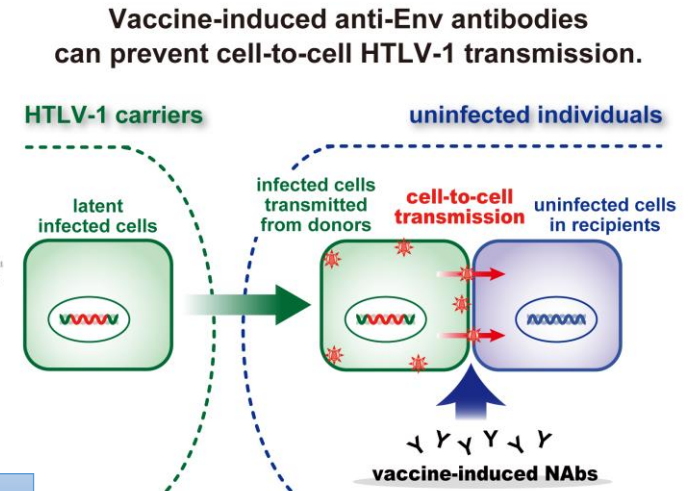 Vaccine-induced anti-Env antibodies
can prevent cell-to-cell HTLV-1 transmission.
HTLV-1 carriers
uninfected individuals
latent
infected cells
infected cells
transmitted
from donors
cell-to-cell
transmission
uninfected cells
in recipients
vaccine-induced NAbs